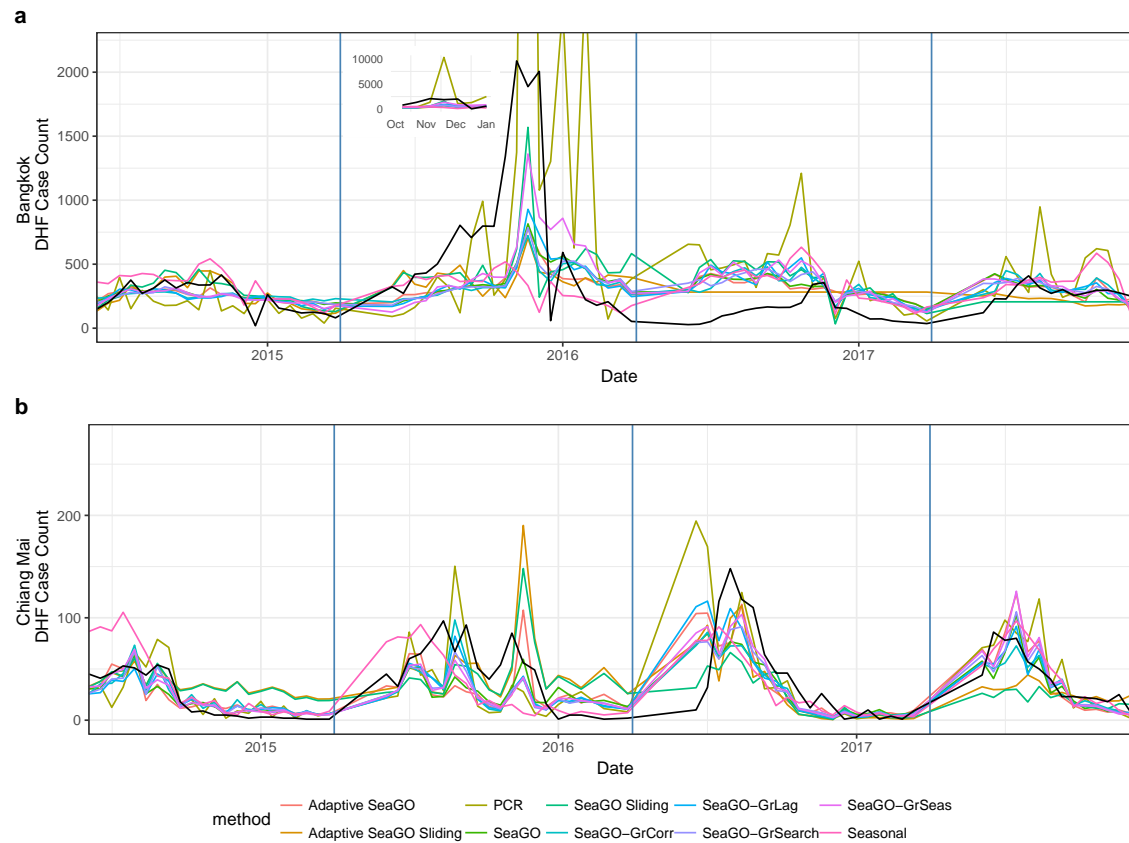 a
2000
1500
1000
500
0
Bangkok
DHF Case Count
10000
5000
0
Oct Nov Dec Jan
2015 2016 2017
Date
b
200
100
0
Chiang Mai
DHF Case Count
2015 2016 2017
Date
method
Adaptive SeaGO PCR SeaGO Sliding SeaGO−GrLag SeaGO−GrSeas
Adaptive SeaGO Sliding SeaGO SeaGO−GrCorr SeaGO−GrSearch Seasonal